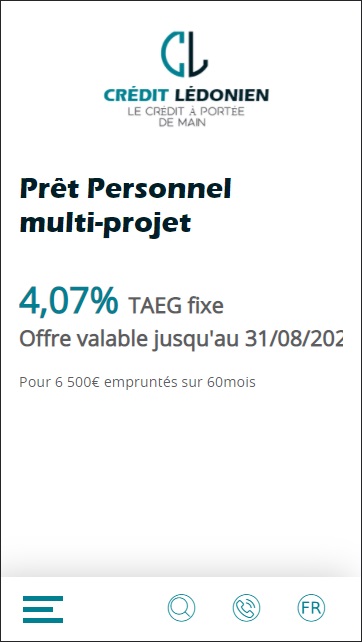 CL
CRÉDIT LÉDONIEN
LE CRÉDIT À PORTÉE
DE MAIN
Prêt Personnel
multi-projet
4,07% TAEG fixe
Offre valable jusqu'au 31/08/202
Pour 6 500€ empruntés sur 60mois
FR